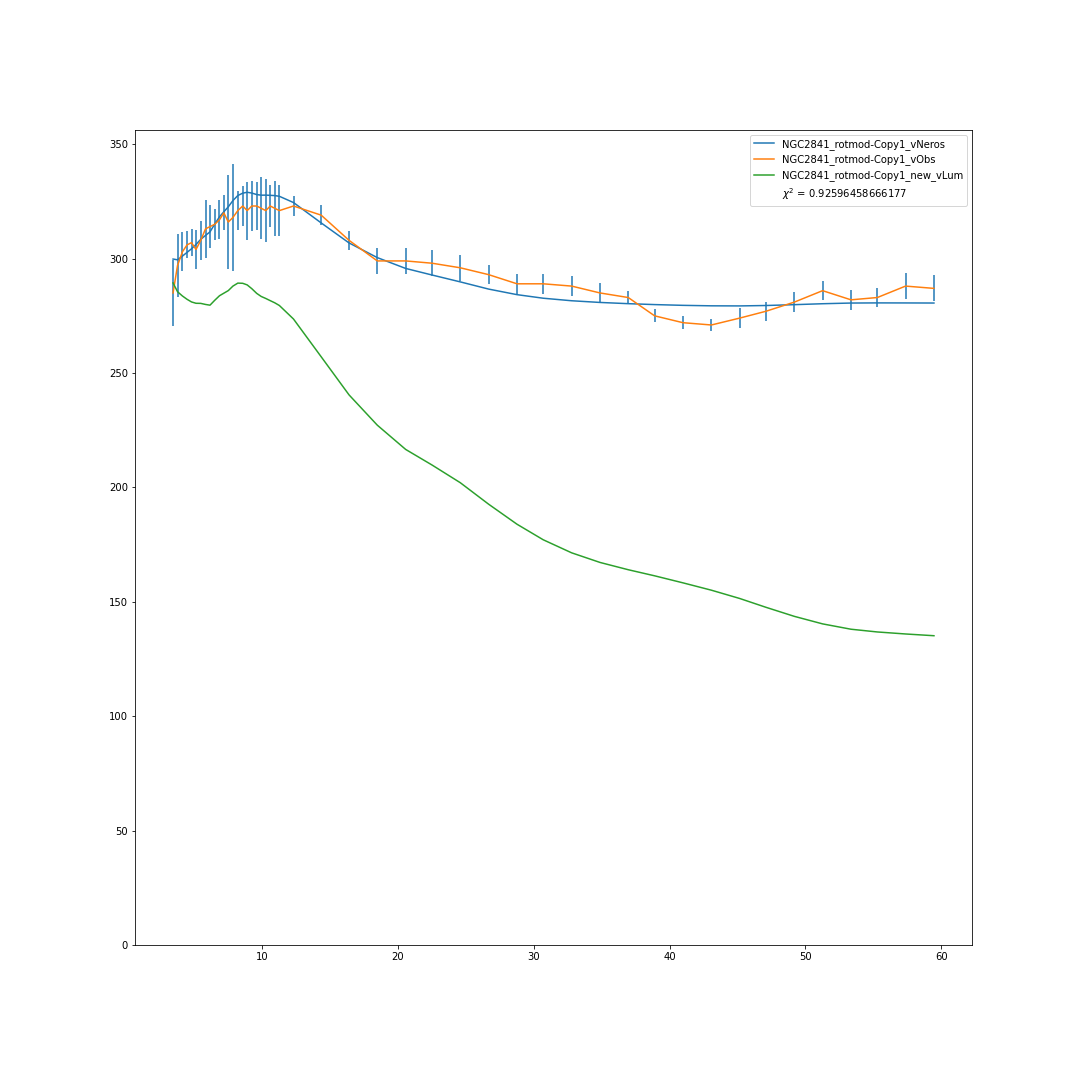 350
300
250
200
150
100
50
0
10 20 30 40 50 60
NGC2841_rotmod-Copy1_vNeros
NGC2841_rotmod-Copy1_vObs
NGC2841_rotmod-Copy1_new_vLum
χ² = 0.92596458666177